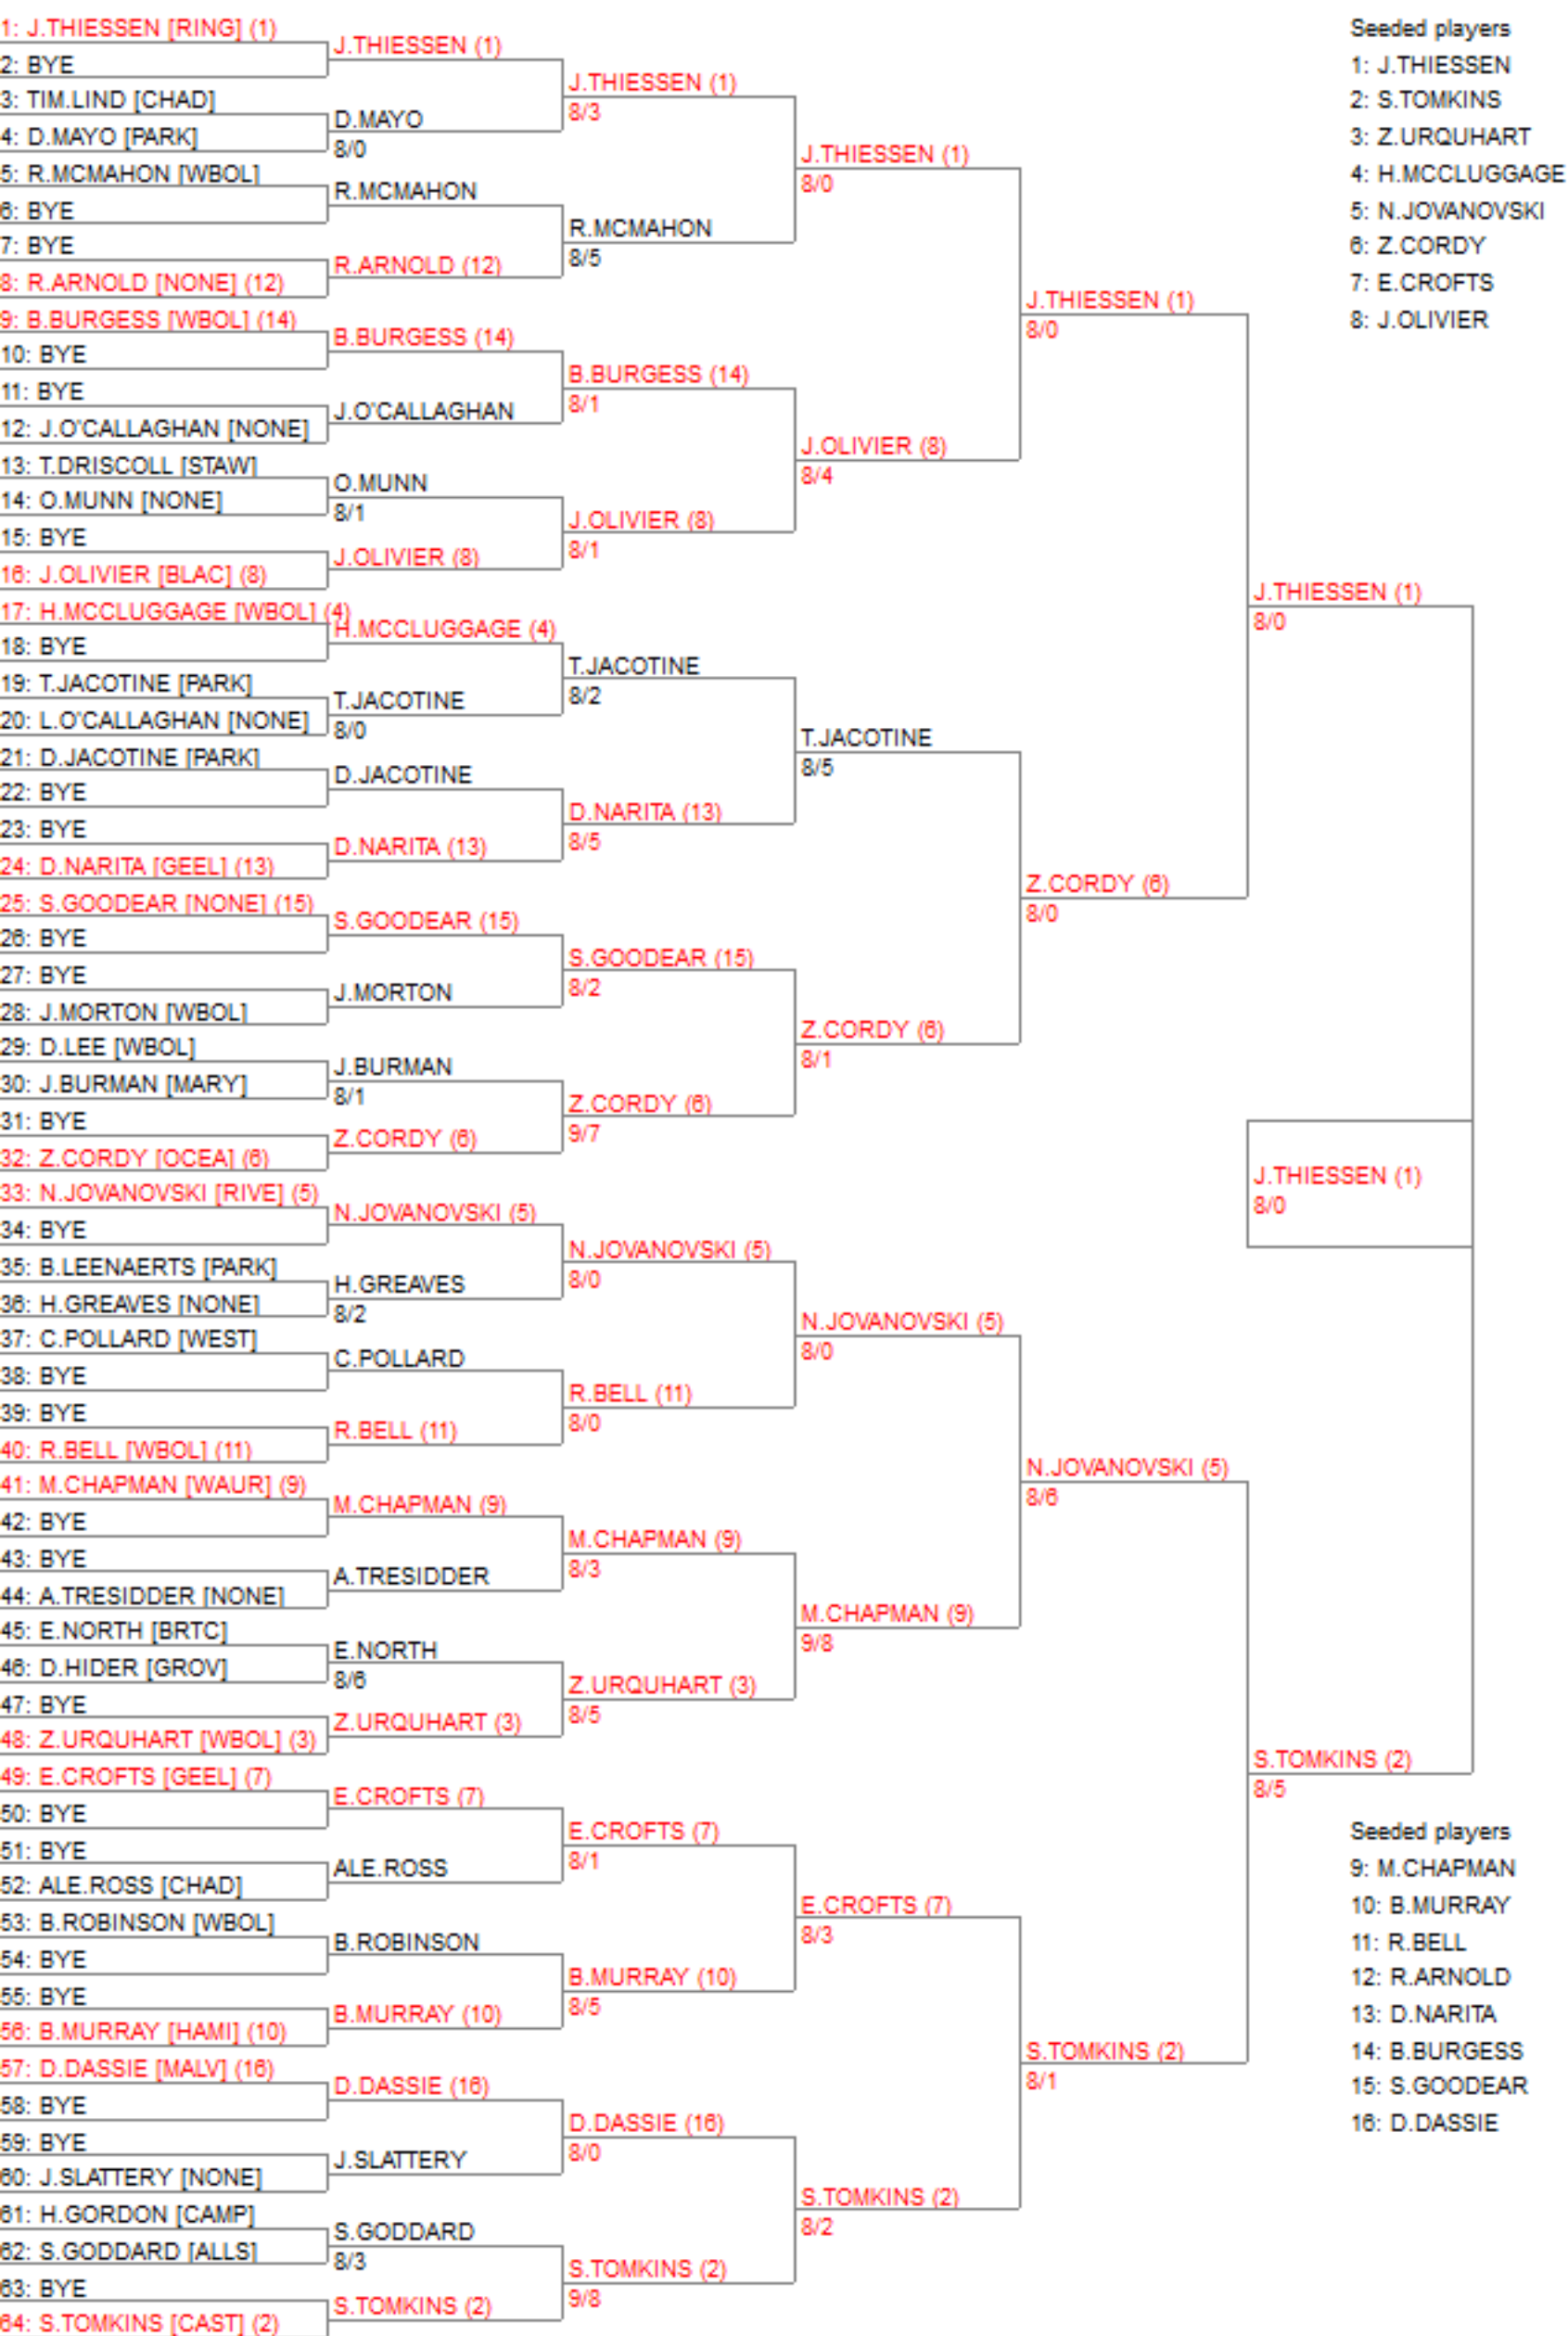 1: J.THIESSEN [RING] (1)
2: BYE
3: TIM.LIND [CHAD]
4: D.MAYO [PARK]
5: R.MCMAHON [WBOL]
6: BYE
7: BYE
8: R.ARNOLD [NONE] (12)
9: B.BURGESS [WBOL] (14)
10: BYE
11: BYE
12: J.O'CALLAGHAN [NONE]
13: T.DRISCOLL [STAW]
14: O.MUNN [NONE]
15: BYE
16: J.OLIVIER [BLAC] (8)
17: H.MCCLUGGAGE [WBOL] (4)
18: BYE
19: T.JACOTINE [PARK]
20: L.O'CALLAGHAN [NONE]
21: D.JACOTINE [PARK]
22: BYE
23: BYE
24: D.NARITA [GEEL] (13)
25: S.GOODEAR [NONE] (15)
26: BYE
27: BYE
28: J.MORTON [WBOL]
29: D.LEE [WBOL]
30: J.BURMAN [MARY]
31: BYE
32: Z.CORDY [OCEA] (6)
33: N.JOVANOVSKI [RIVE] (5)
34: BYE
35: B.LEENAERTS [PARK]
36: H.GREAVES [NONE]
37: C.POLLARD [WEST]
38: BYE
39: BYE
40: R.BELL [WBOL] (11)
41: M.CHAPMAN [WAUR] (9)
42: BYE
43: BYE
44: A.TRESIDDER [NONE]
45: E.NORTH [BRTC]
46: D.HIDER [GROV]
47: BYE
48: Z.URQUHART [WBOL] (3)
49: E.CROFTS [GEEL] (7)
50: BYE
51: BYE
52: ALE.ROSS [CHAD]
53: B.ROBINSON [WBOL]
54: BYE
55: BYE
56: B.MURRAY [HAMI] (10)
57: D.DASSIE [MALV] (16)
58: BYE
59: BYE
60: J.SLATTERY [NONE]
61: H.GORDON [CAMP]
62: S.GODDARD [ALLS]
63: BYE
64: S.TOMKINS [CAST] (2)
J.THIESSEN (1)
D.MAYO
8/0
R.MCMAHON
R.ARNOLD (12)
B.BURGESS (14)
J.O'CALLAGHAN
O.MUNN
8/1
J.OLIVIER (8)
H.MCCLUGGAGE (4)
T.JACOTINE
8/0
D.JACOTINE
D.NARITA (13)
S.GOODEAR (15)
J.MORTON
J.BURMAN
8/1
Z.CORDY (6)
N.JOVANOVSKI (5)
H.GREAVES
8/2
C.POLLARD
R.BELL (11)
M.CHAPMAN (9)
A.TRESIDDER
E.NORTH
8/6
Z.URQUHART (3)
E.CROFTS (7)
ALE.ROSS
B.ROBINSON
B.MURRAY (10)
D.DASSIE (16)
J.SLATTERY
S.GODDARD
8/3
S.TOMKINS (2)
J.THIESSEN (1)
8/3
R.MCMAHON
8/5
B.BURGESS (14)
8/1
J.OLIVIER (8)
8/1
T.JACOTINE
8/2
D.NARITA (13)
8/5
S.GOODEAR (15)
8/2
Z.CORDY (6)
9/7
N.JOVANOVSKI (5)
8/0
R.BELL (11)
8/0
M.CHAPMAN (9)
8/3
Z.URQUHART (3)
8/5
E.CROFTS (7)
8/1
B.MURRAY (10)
8/5
D.DASSIE (16)
8/0
S.TOMKINS (2)
9/8
J.THIESSEN (1)
8/0
J.OLIVIER (8)
8/4
T.JACOTINE
8/5
Z.CORDY (6)
8/1
N.JOVANOVSKI (5)
8/0
M.CHAPMAN (9)
9/8
E.CROFTS (7)
8/3
S.TOMKINS (2)
8/2
J.THIESSEN (1)
8/0
Z.CORDY (6)
8/0
N.JOVANOVSKI (5)
8/6
S.TOMKINS (2)
8/1
J.THIESSEN (1)
8/0
S.TOMKINS (2)
8/5
J.THIESSEN (1)
8/0
Seeded players
1: J.THIESSEN
2: S.TOMKINS
3: Z.URQUHART
4: H.MCCLUGGAGE
5: N.JOVANOVSKI
6: Z.CORDY
7: E.CROFTS
8: J.OLIVIER
Seeded players
9: M.CHAPMAN
10: B.MURRAY
11: R.BELL
12: R.ARNOLD
13: D.NARITA
14: B.BURGESS
15: S.GOODEAR
16: D.DASSIE